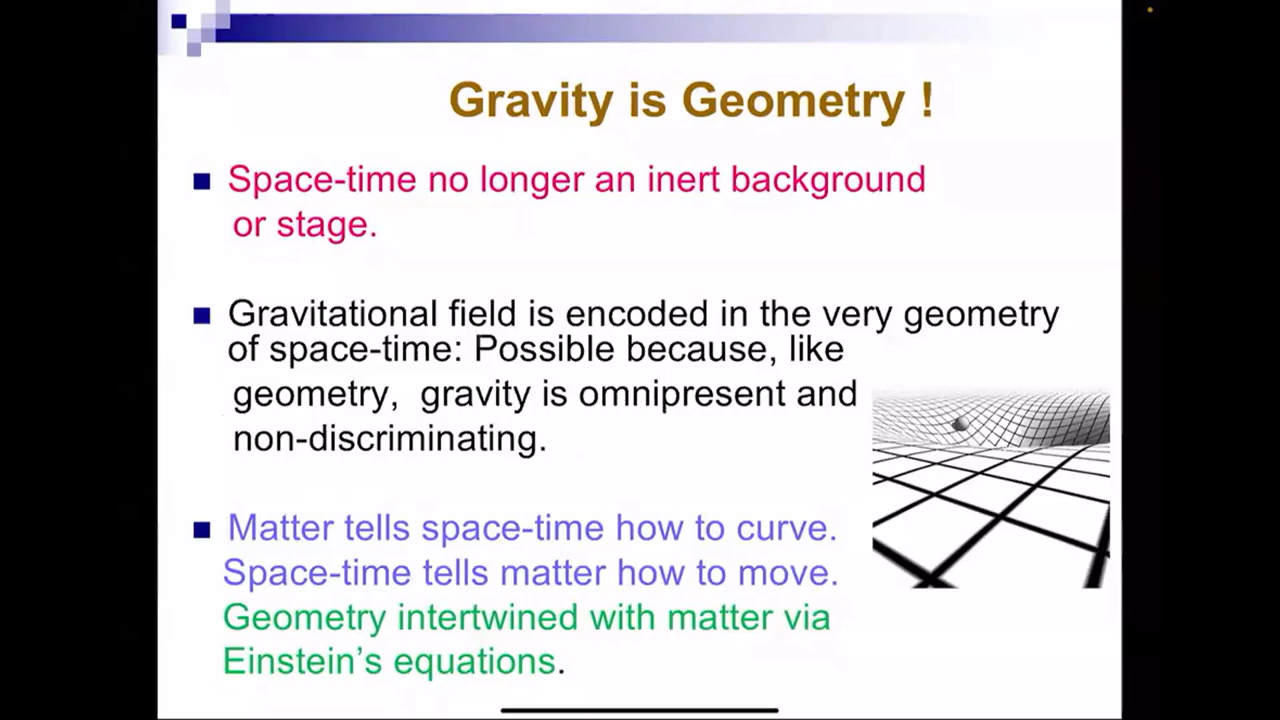 Gravity is Geometry !
Space-time no longer an inert background
or stage.
Gravitational field is encoded in the very geometry
of space-time: Possible because, like
geometry,  gravity is omnipresent and
non-discriminating.
Matter tells space-time how to curve.
Space-time tells matter how to move.
Geometry intertwined with matter via
Einstein’s equations.